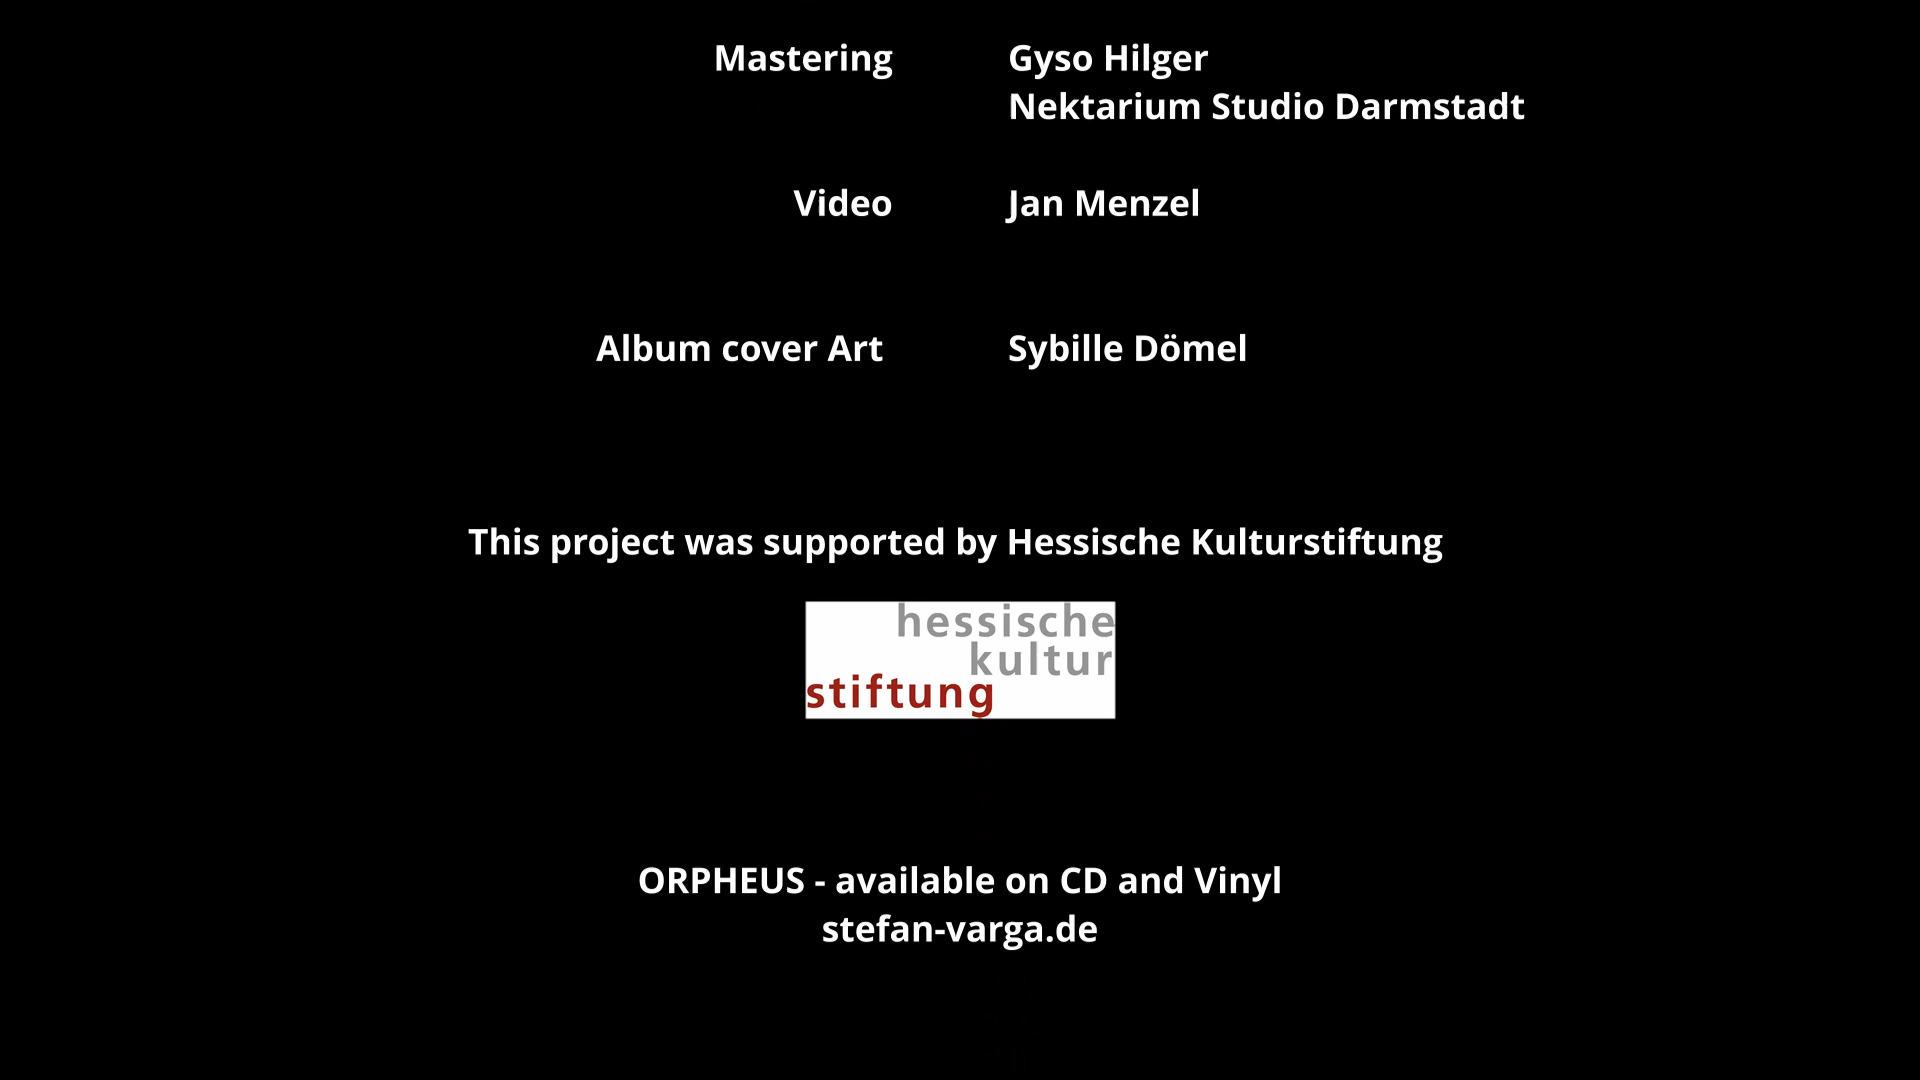 Mastering Gyso Hilger
Nektarium Studio Darmstadt
Video Jan Menzel
Album cover Art Sybille Dömel
This project was supported by Hessische Kulturstiftung
hessische
kultur
stiftung
ORPHEUS - available on CD and Vinyl
stefan-varga.de